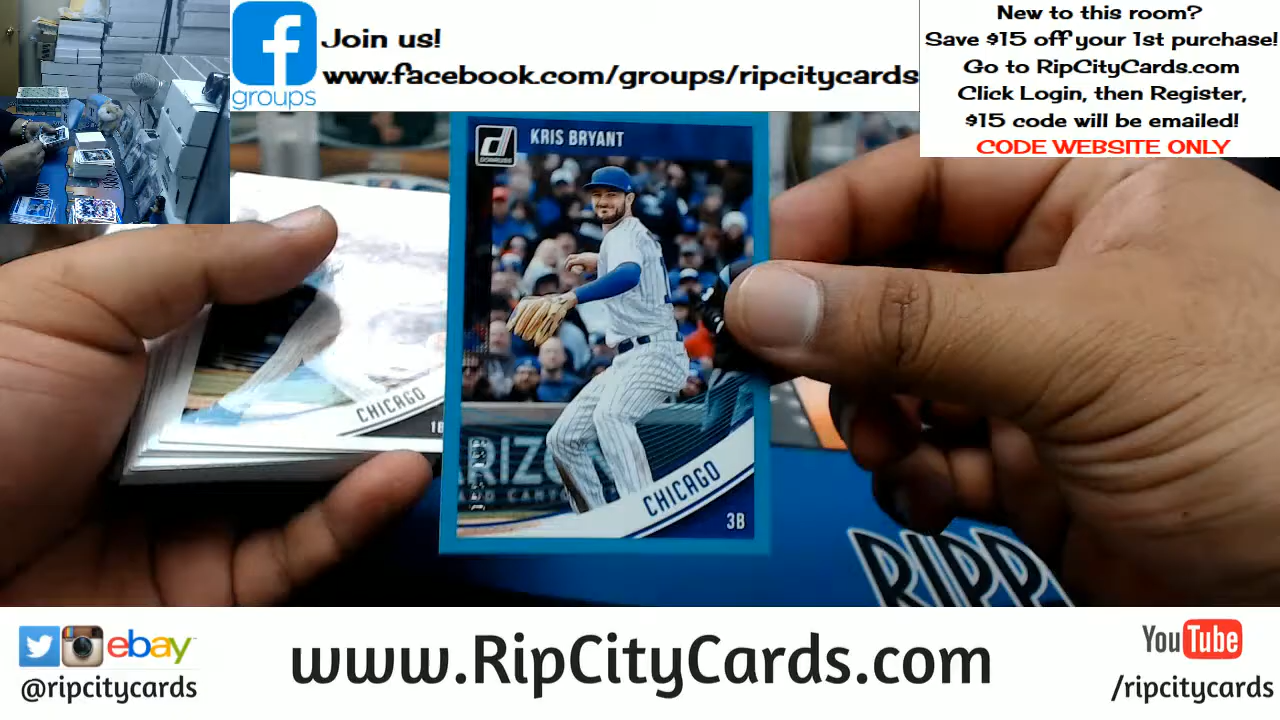 Join us!
www.facebook.com/groups/ripcitycards
groups
New to this room?
Save $15 off your 1st purchase!
Go to RipCityCards.com
Click Login, then Register,
$15 code will be emailed!
CODE WEBSITE ONLY
DONRUSS
KRIS BRYANT
CHICAGO
3B
CHICAGO
1B
RIPP
ebay
@ripcitycards
www.RipCityCards.com
YouTube
/ripcitycards